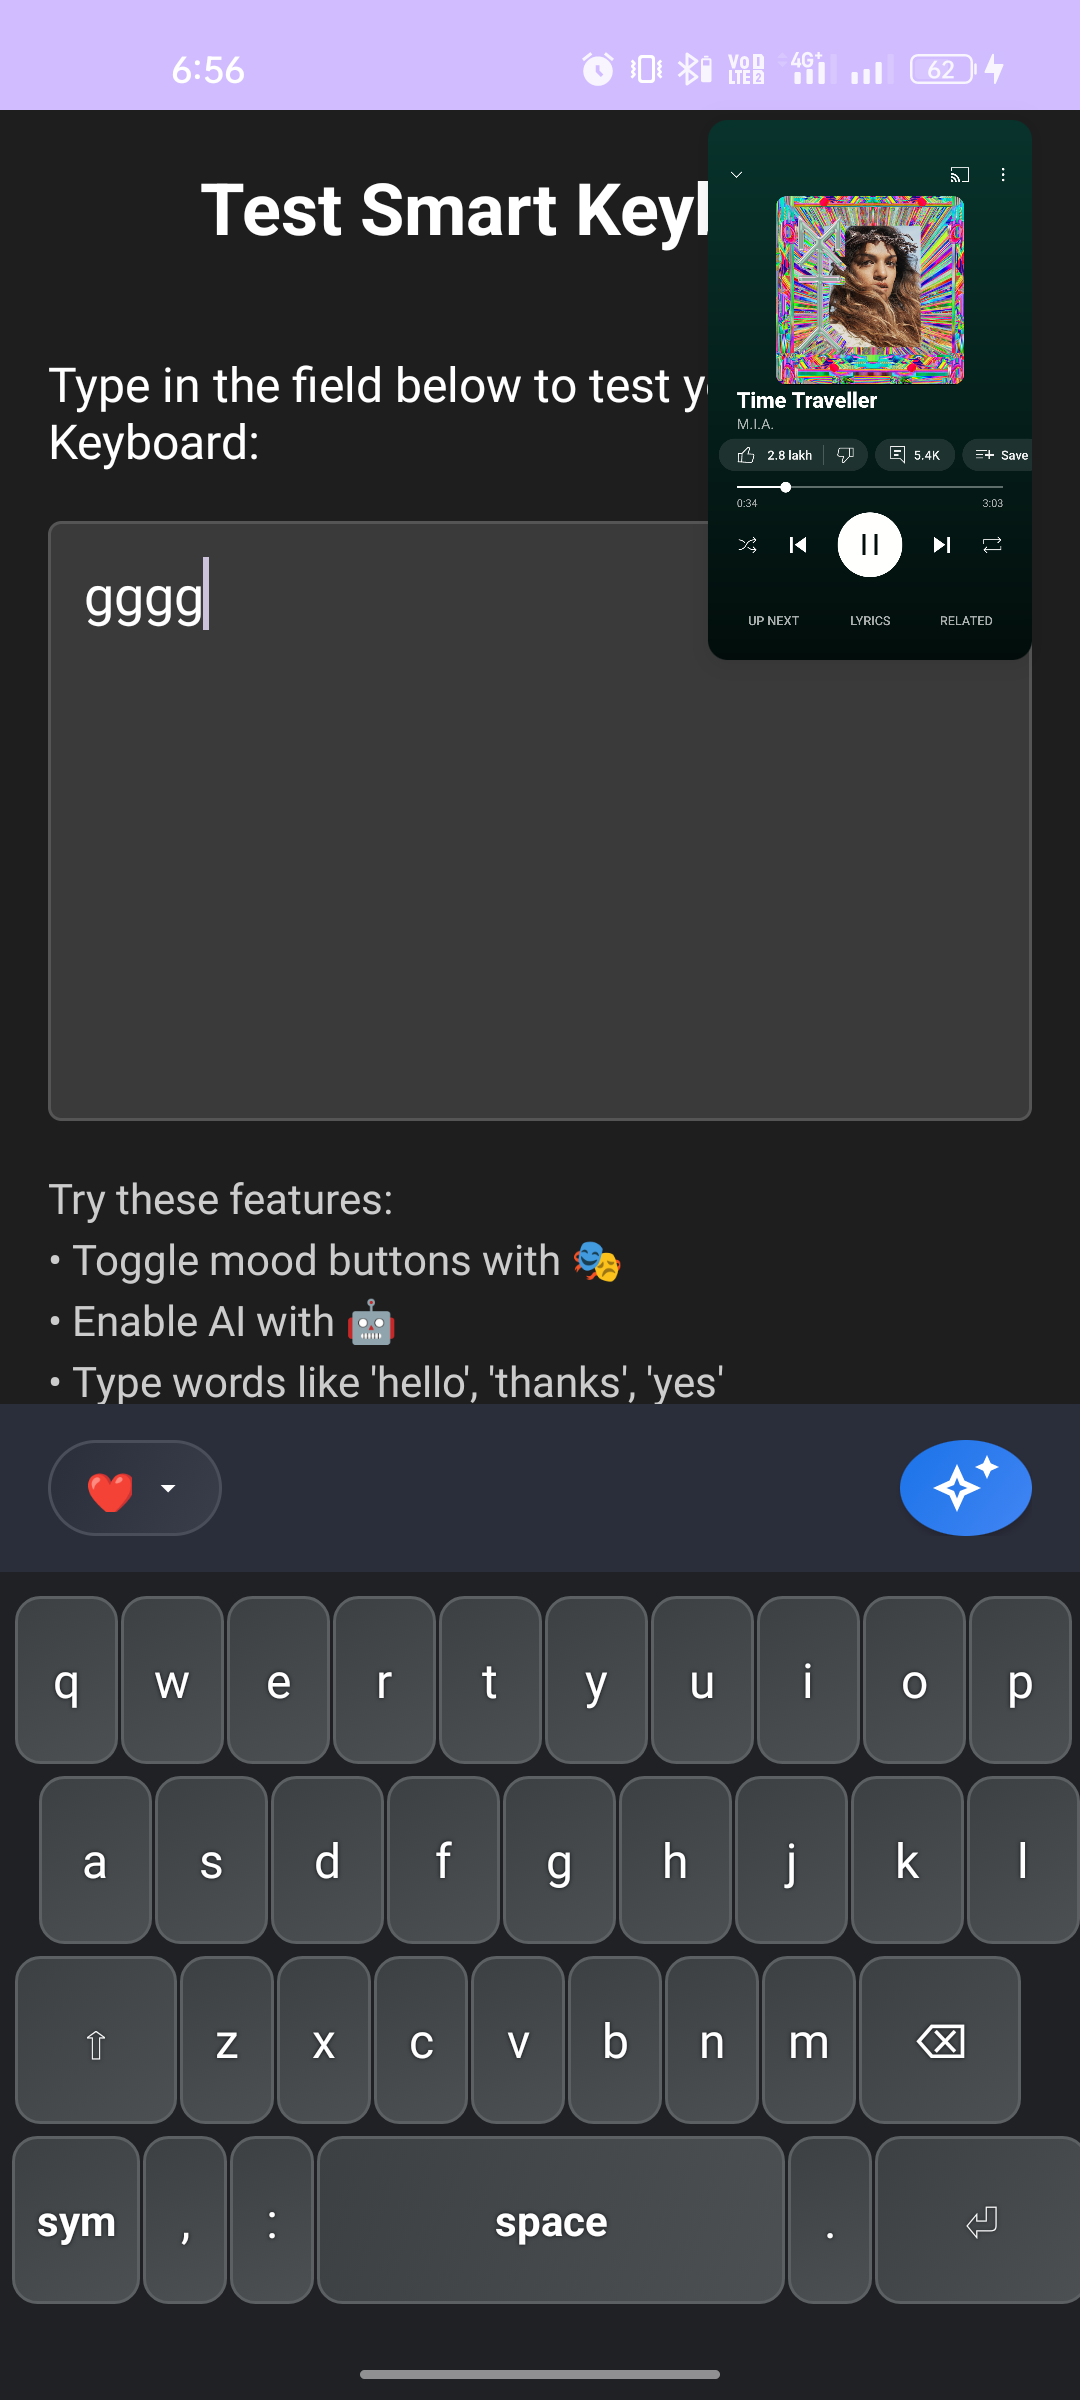 6:56
Vo
LTE 2
4G+
62
Test Smart Keyb
Time Traveller
M.I.A.
2.8 lakh
5.4K
Save
0:34
3:03
UP NEXT
LYRICS
RELATED
Type in the field below to test y
Keyboard:
gggg
Try these features:
• Toggle mood buttons with 🎭
• Enable AI with 🤖
• Type words like 'hello', 'thanks', 'yes'
q w e r t y u i o p
a s d f g h j k l
⇧ z x c v b n m ⌫
sym , : space . ⏎